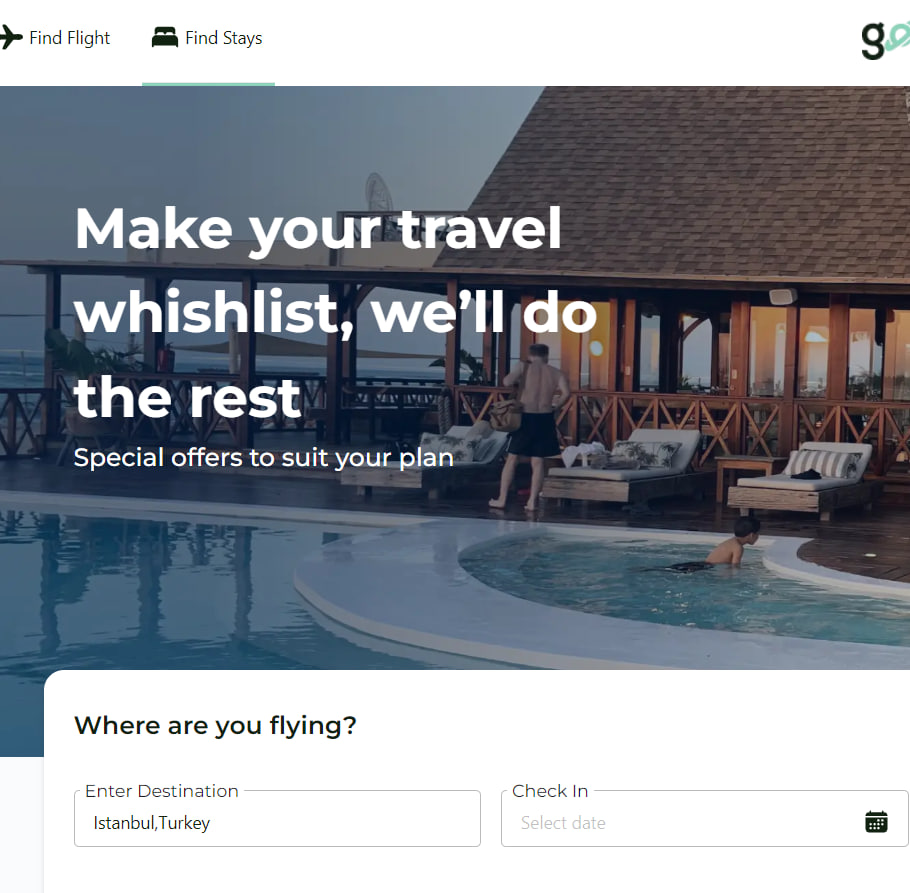 Find Flight
Find Stays
go
Make your travel
whishlist, we’ll do
the rest
Special offers to suit your plan
Where are you flying?
Enter Destination
Istanbul,Turkey
Check In
Select date